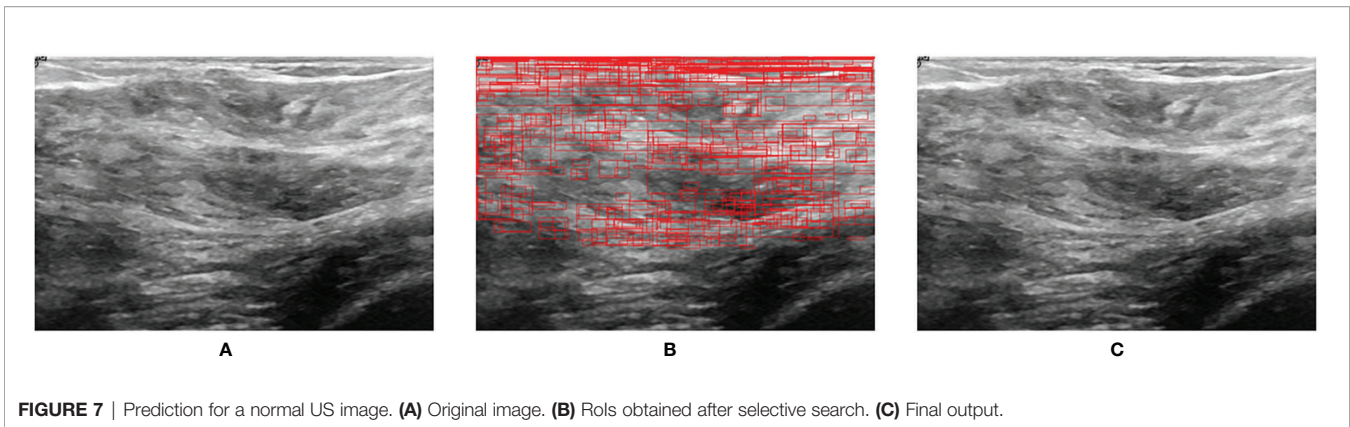 A
B
C
FIGURE 7 | Prediction for a normal US image. (A) Original image. (B) RoIs obtained after selective search. (C) Final output.